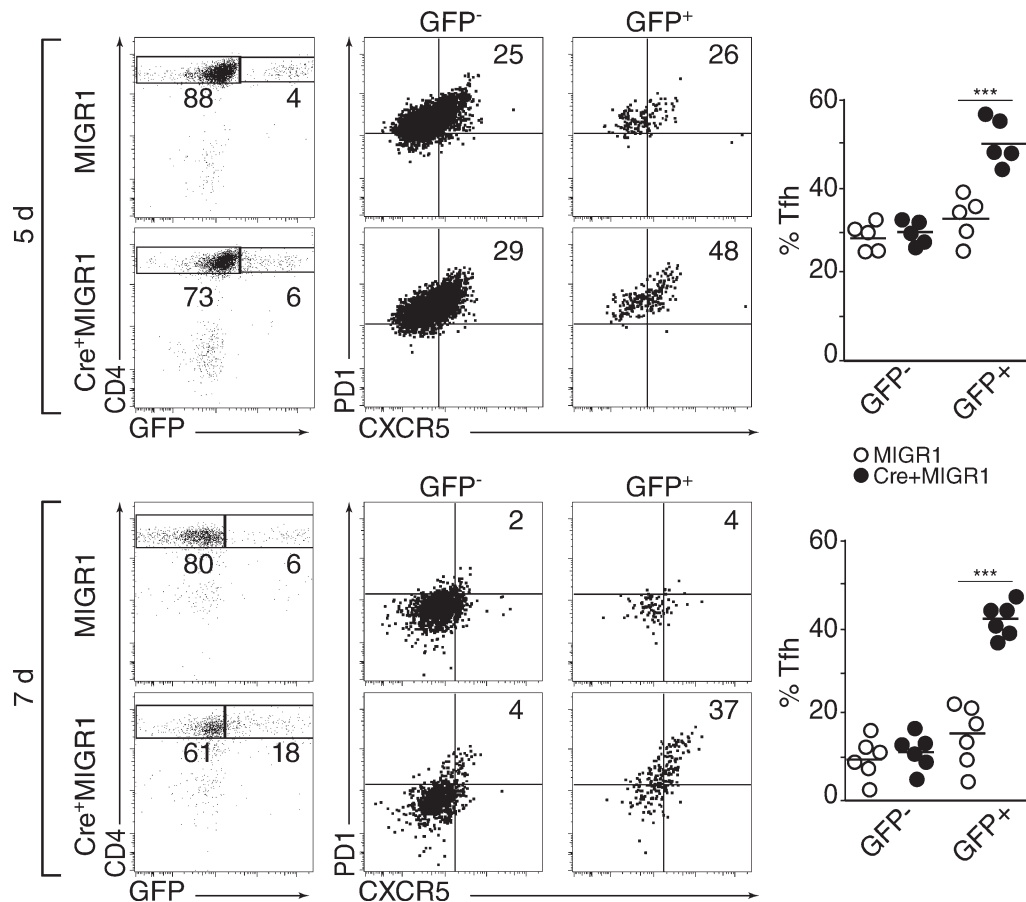 GFP-
GFP+
5 d
MIGR1
88
4
25
26
Cre+MIGR1
73
6
29
48
CD4
GFP
PD1
CXCR5
% Tfh
60
40
20
0
***
GFP-
GFP+
MIGR1
Cre+MIGR1
GFP-
GFP+
7 d
MIGR1
80
6
2
4
Cre+MIGR1
61
18
4
37
CD4
GFP
PD1
CXCR5
% Tfh
60
40
20
0
***
GFP-
GFP+